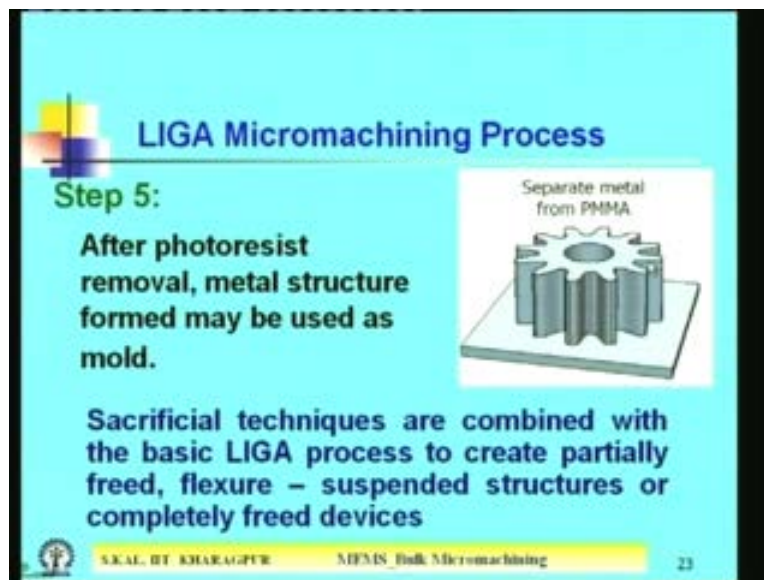 LIGA Micromachining Process
Step 5:
Separate metal
from PMMA
After photoresist
removal, metal structure
formed may be used as
mold.
Sacrificial techniques are combined with
the basic LIGA process to create partially
freed, flexure – suspended structures or
completely freed devices
S.KAL, IIT KHARAGPUR MEMS_Bulk Micromachining 23